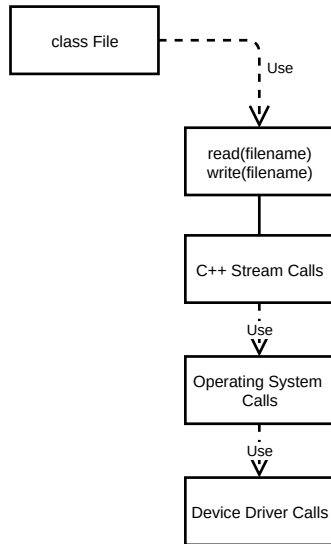 class File
Use
read(filename)
write(filename)
C++ Stream Calls
Use
Operating System
Calls
Use
Device Driver Calls